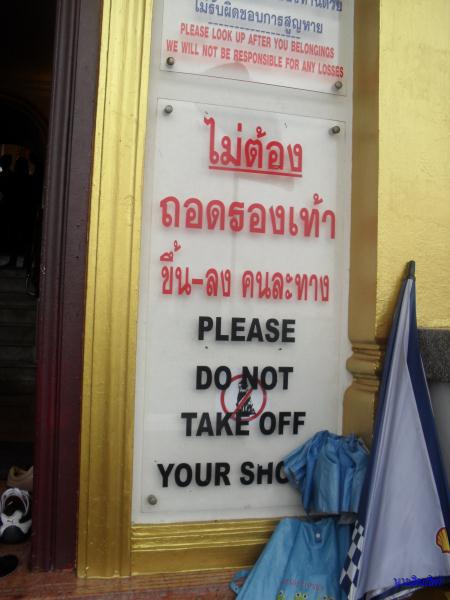 ไม่รับผิดชอบการสูญหาย
PLEASE LOOK UP AFTER YOU BELONGINGS
WE WILL NOT BE RESPONSIBLE FOR ANY LOSSES
ไม่ต้อง
ถอดรองเท้า
ขึ้น-ลง คนละทาง
PLEASE
DO NOT
TAKE OFF
YOUR